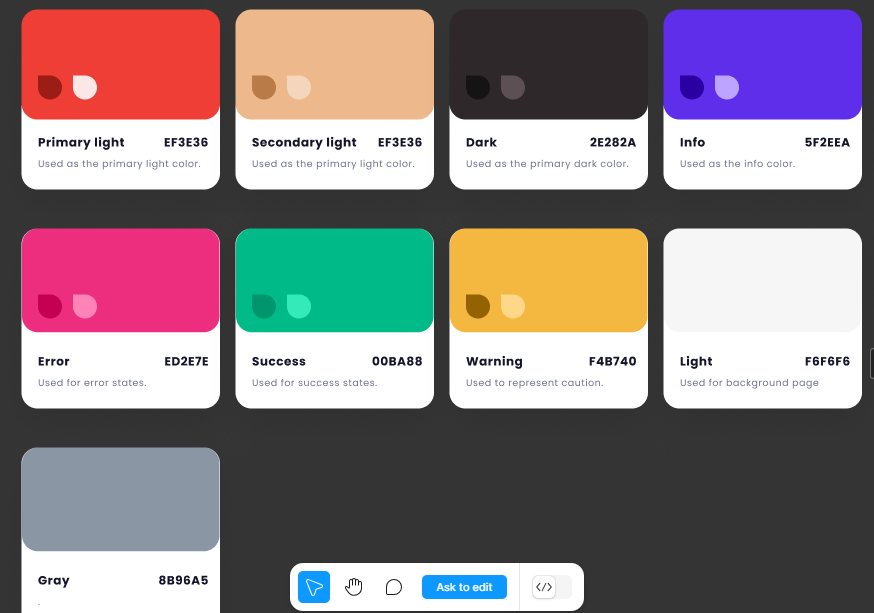 Primary light EF3E36
Used as the primary light color.
Secondary light EF3E36
Used as the primary light color.
Dark 2E282A
Used as the primary dark color.
Info 5F2EEA
Used as the info color.
Error ED2E7E
Used for error states.
Success 00BA88
Used for success states.
Warning F4B740
Used to represent caution.
Light F6F6F6
Used for background page
Gray 8B96A5
.
Ask to edit